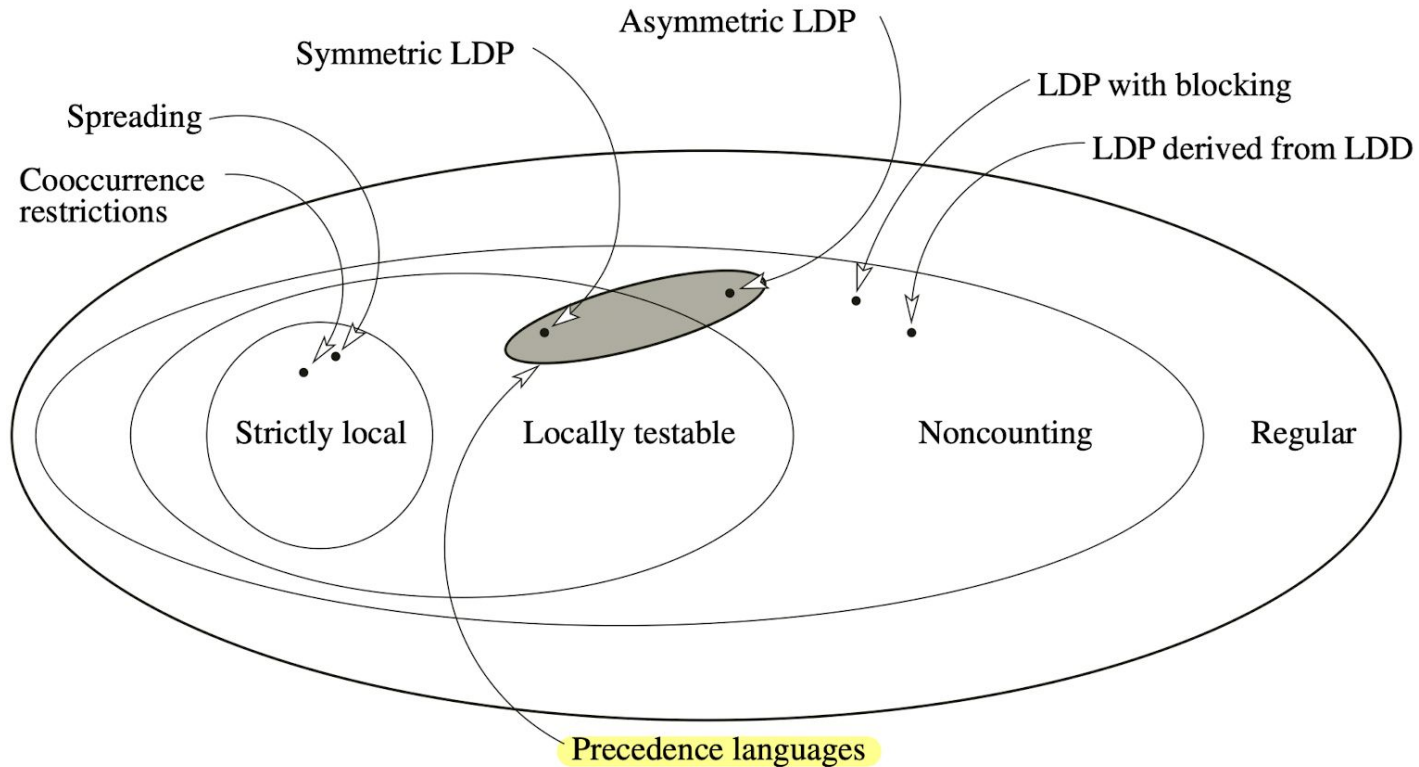 Asymmetric LDP
Symmetric LDP
LDP with blocking
Spreading
LDP derived from LDD
Cooccurrence
restrictions
Strictly local
Locally testable
Noncounting
Regular
Precedence languages